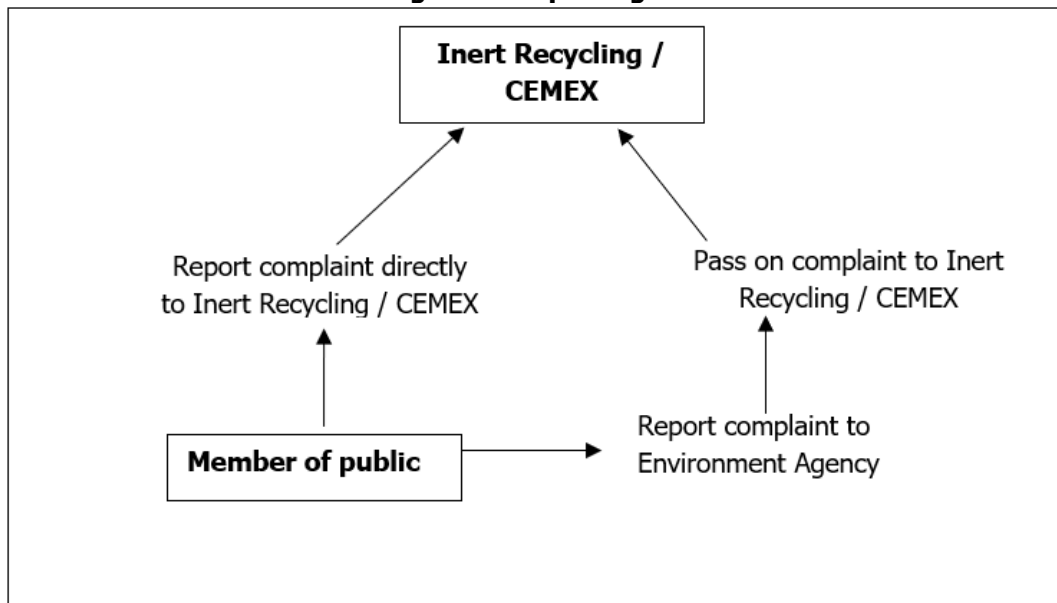 Inert Recycling /
CEMEX
Report complaint directly
to Inert Recycling / CEMEX
Pass on complaint to Inert
Recycling / CEMEX
Member of public
Report complaint to
Environment Agency